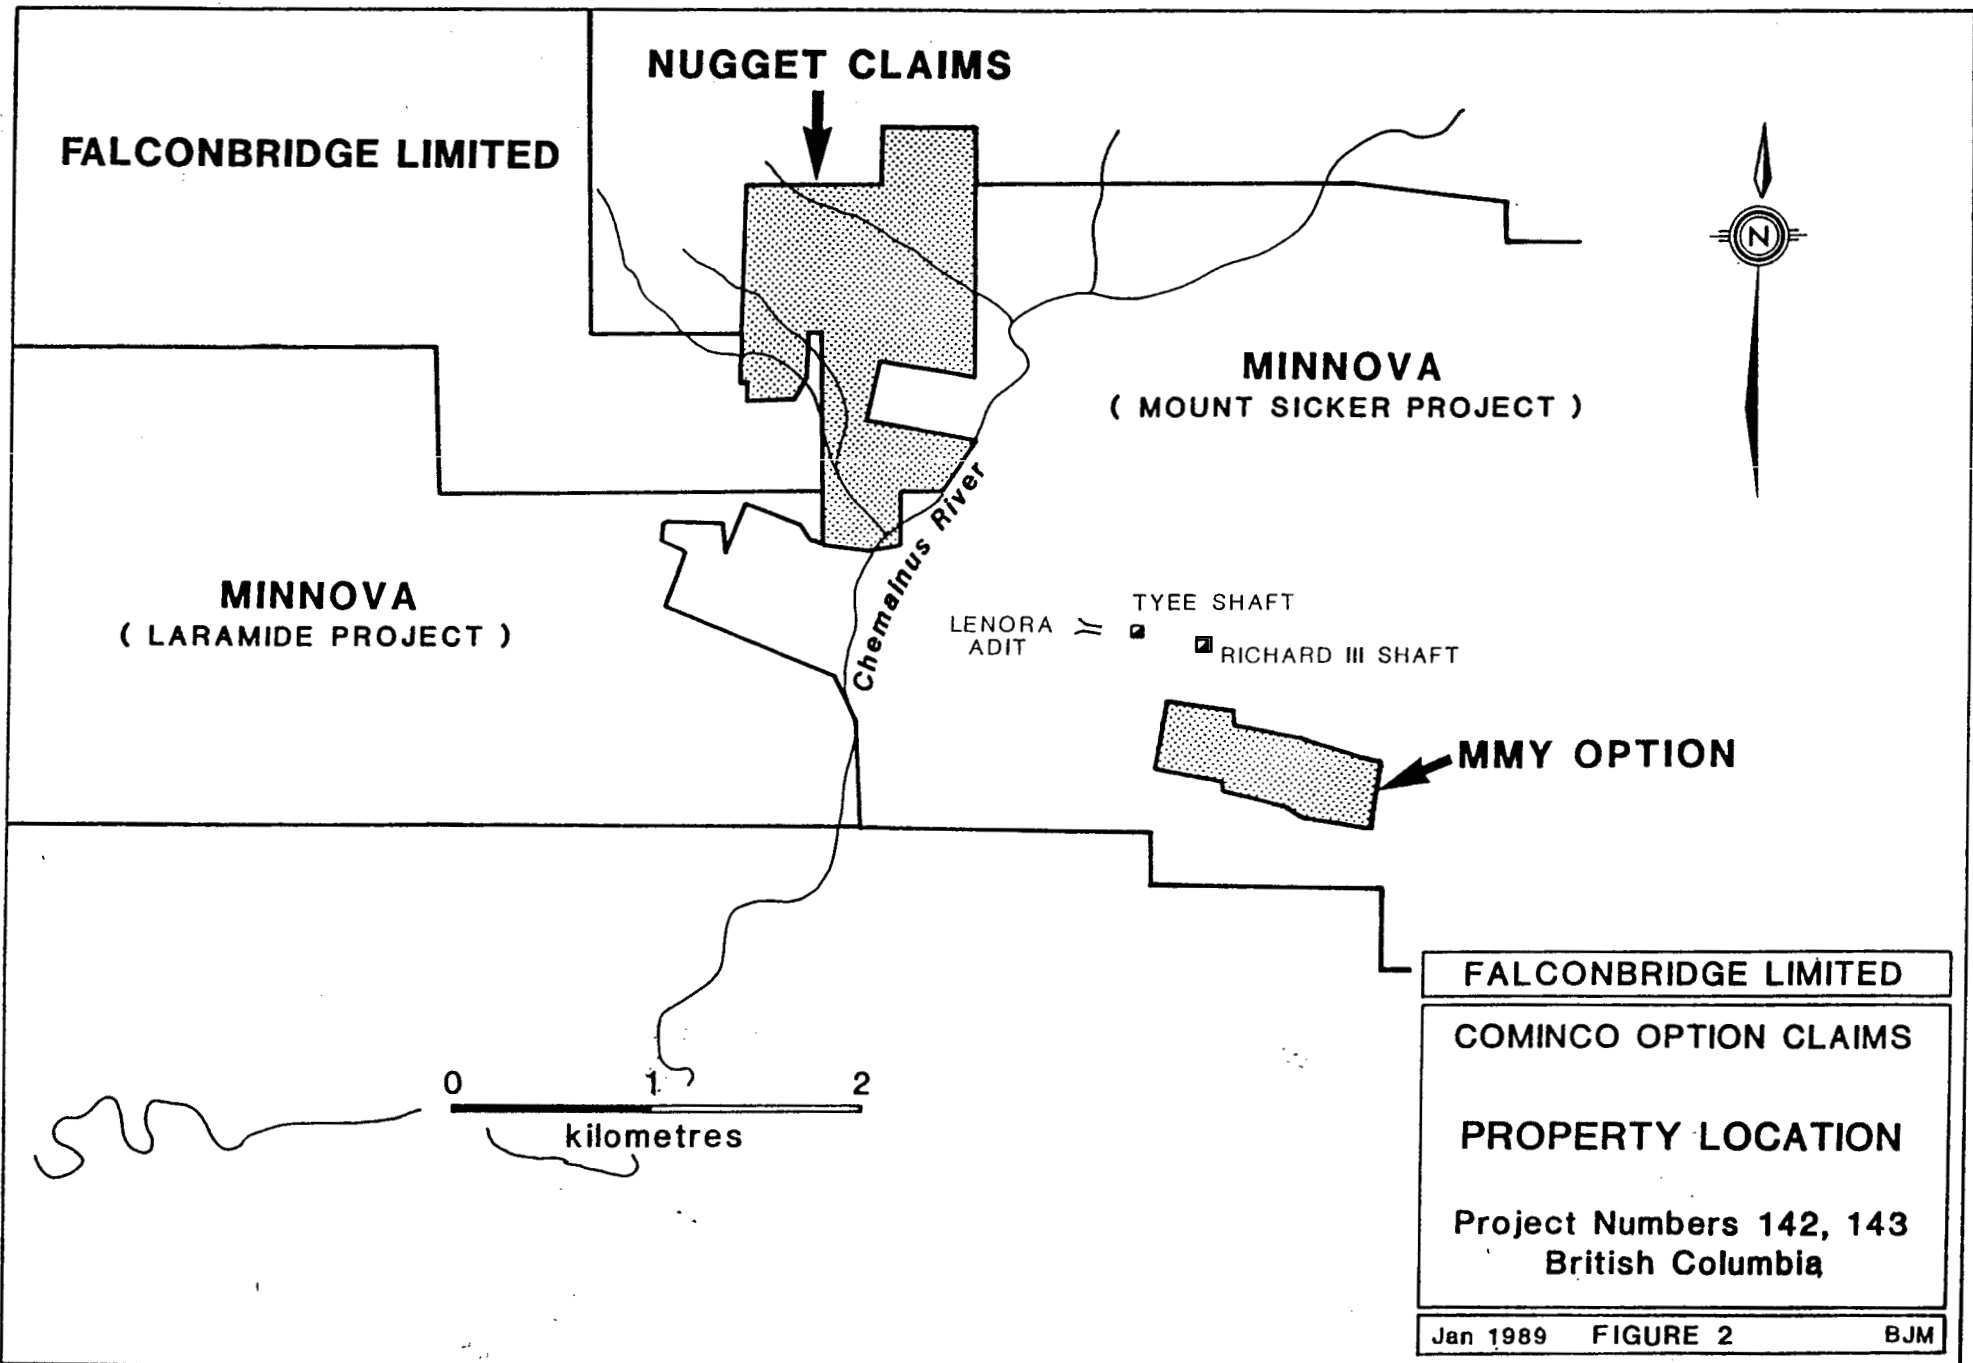 NUGGET CLAIMS
FALCONBRIDGE LIMITED
N
MINNOVA
( MOUNT SICKER PROJECT )
Chemainus River
MINNOVA
( LARAMIDE PROJECT )
TYEE SHAFT
LENORA
ADIT
RICHARD III SHAFT
MMY OPTION
0 1 2
kilometres
FALCONBRIDGE LIMITED
COMINCO OPTION CLAIMS
PROPERTY LOCATION
Project Numbers 142, 143
British Columbia
Jan 1989 FIGURE 2 BJM